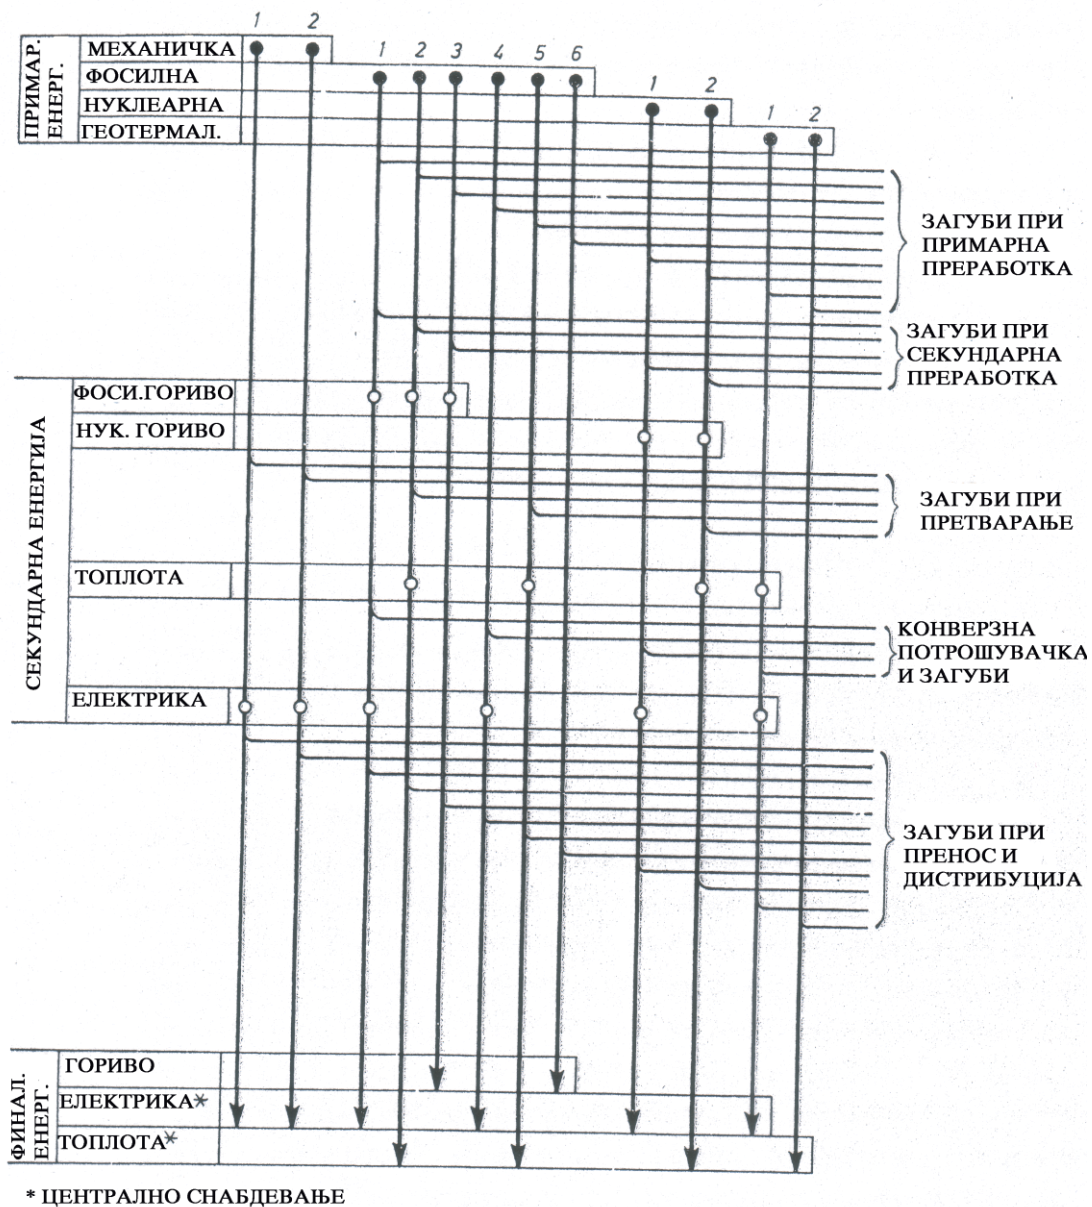 1 2
ПРИМАР.
ЕНЕРГ.
МЕХАНИЧКА
1 2 3 4 5 6
ФОСИЛНА
НУКЛЕАРНА
1 2
ГЕОТЕРМАЛ.
1 2
ЗАГУБИ ПРИ
ПРИМАРНА
ПРЕРАБОТКА
ЗАГУБИ ПРИ
СЕКУНДАРНА
ПРЕРАБОТКА
СЕКУНДАРНА ЕНЕРГИЈА
ФОСИ.ГОРИВО
НУК. ГОРИВО
ЗАГУБИ ПРИ
ПРЕТВАРАЊЕ
ТОПЛОТА
КОНВЕРЗНА
ПОТРОШУВАЧКА
И ЗАГУБИ
ЕЛЕКТРИКА
ЗАГУБИ ПРИ
ПРЕНОС И
ДИСТРИБУЦИЈА
ФИНАЛ.
ЕНЕРГ.
ГОРИВО
ЕЛЕКТРИКА*
ТОПЛОТА*
* ЦЕНТРАЛНО СНАБДЕВАЊЕ